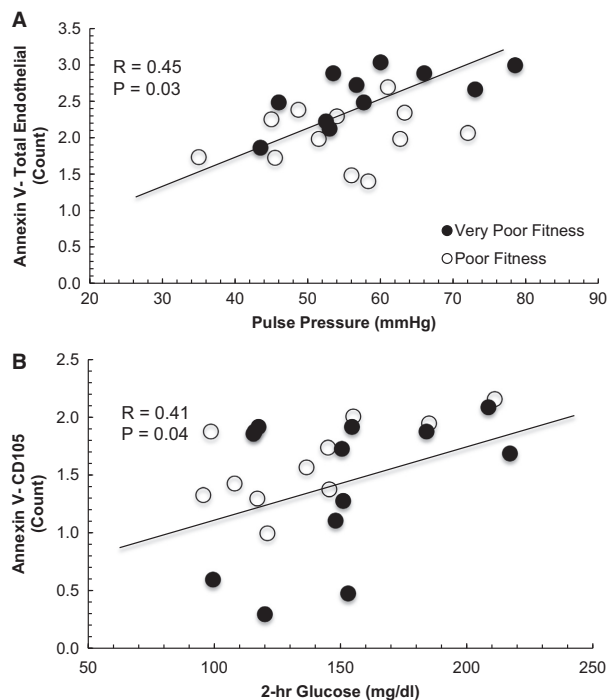 A
Annexin V- Total Endothelial
(Count)
3.5
3.0
2.5
2.0
1.5
1.0
0.5
0.0
R = 0.45
P = 0.03
Very Poor Fitness
Poor Fitness
20 30 40 50 60 70 80 90
Pulse Pressure (mmHg)
B
Annexin V- CD105
(Count)
2.5
2.0
1.5
1.0
0.5
0.0
R = 0.41
P = 0.04
50 100 150 200 250
2-hr Glucose (mg/dl)